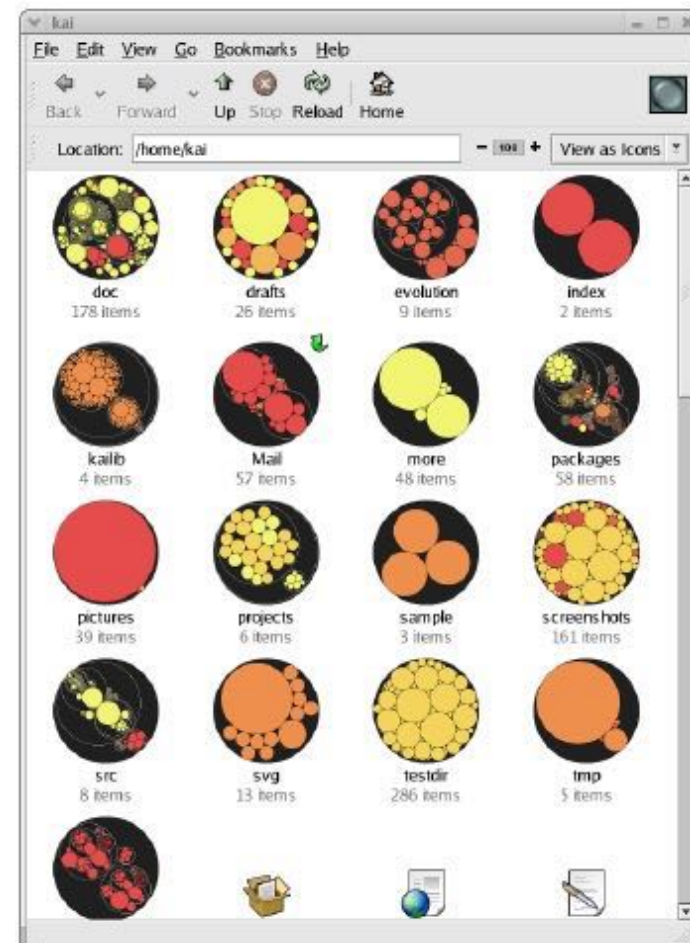 kai
File Edit View Go Bookmarks Help
Back Forward Up Stop Reload Home
Location: /home/kai - 100 + View as Icons
doc drafts evolution index
178 items 26 items 9 items 2 items
kailib Mail more packages
4 items 57 items 48 items 58 items
pictures projects sample screenshots
39 items 6 items 3 items 161 items
src svg testdir tmp
8 items 13 items 286 items 5 items